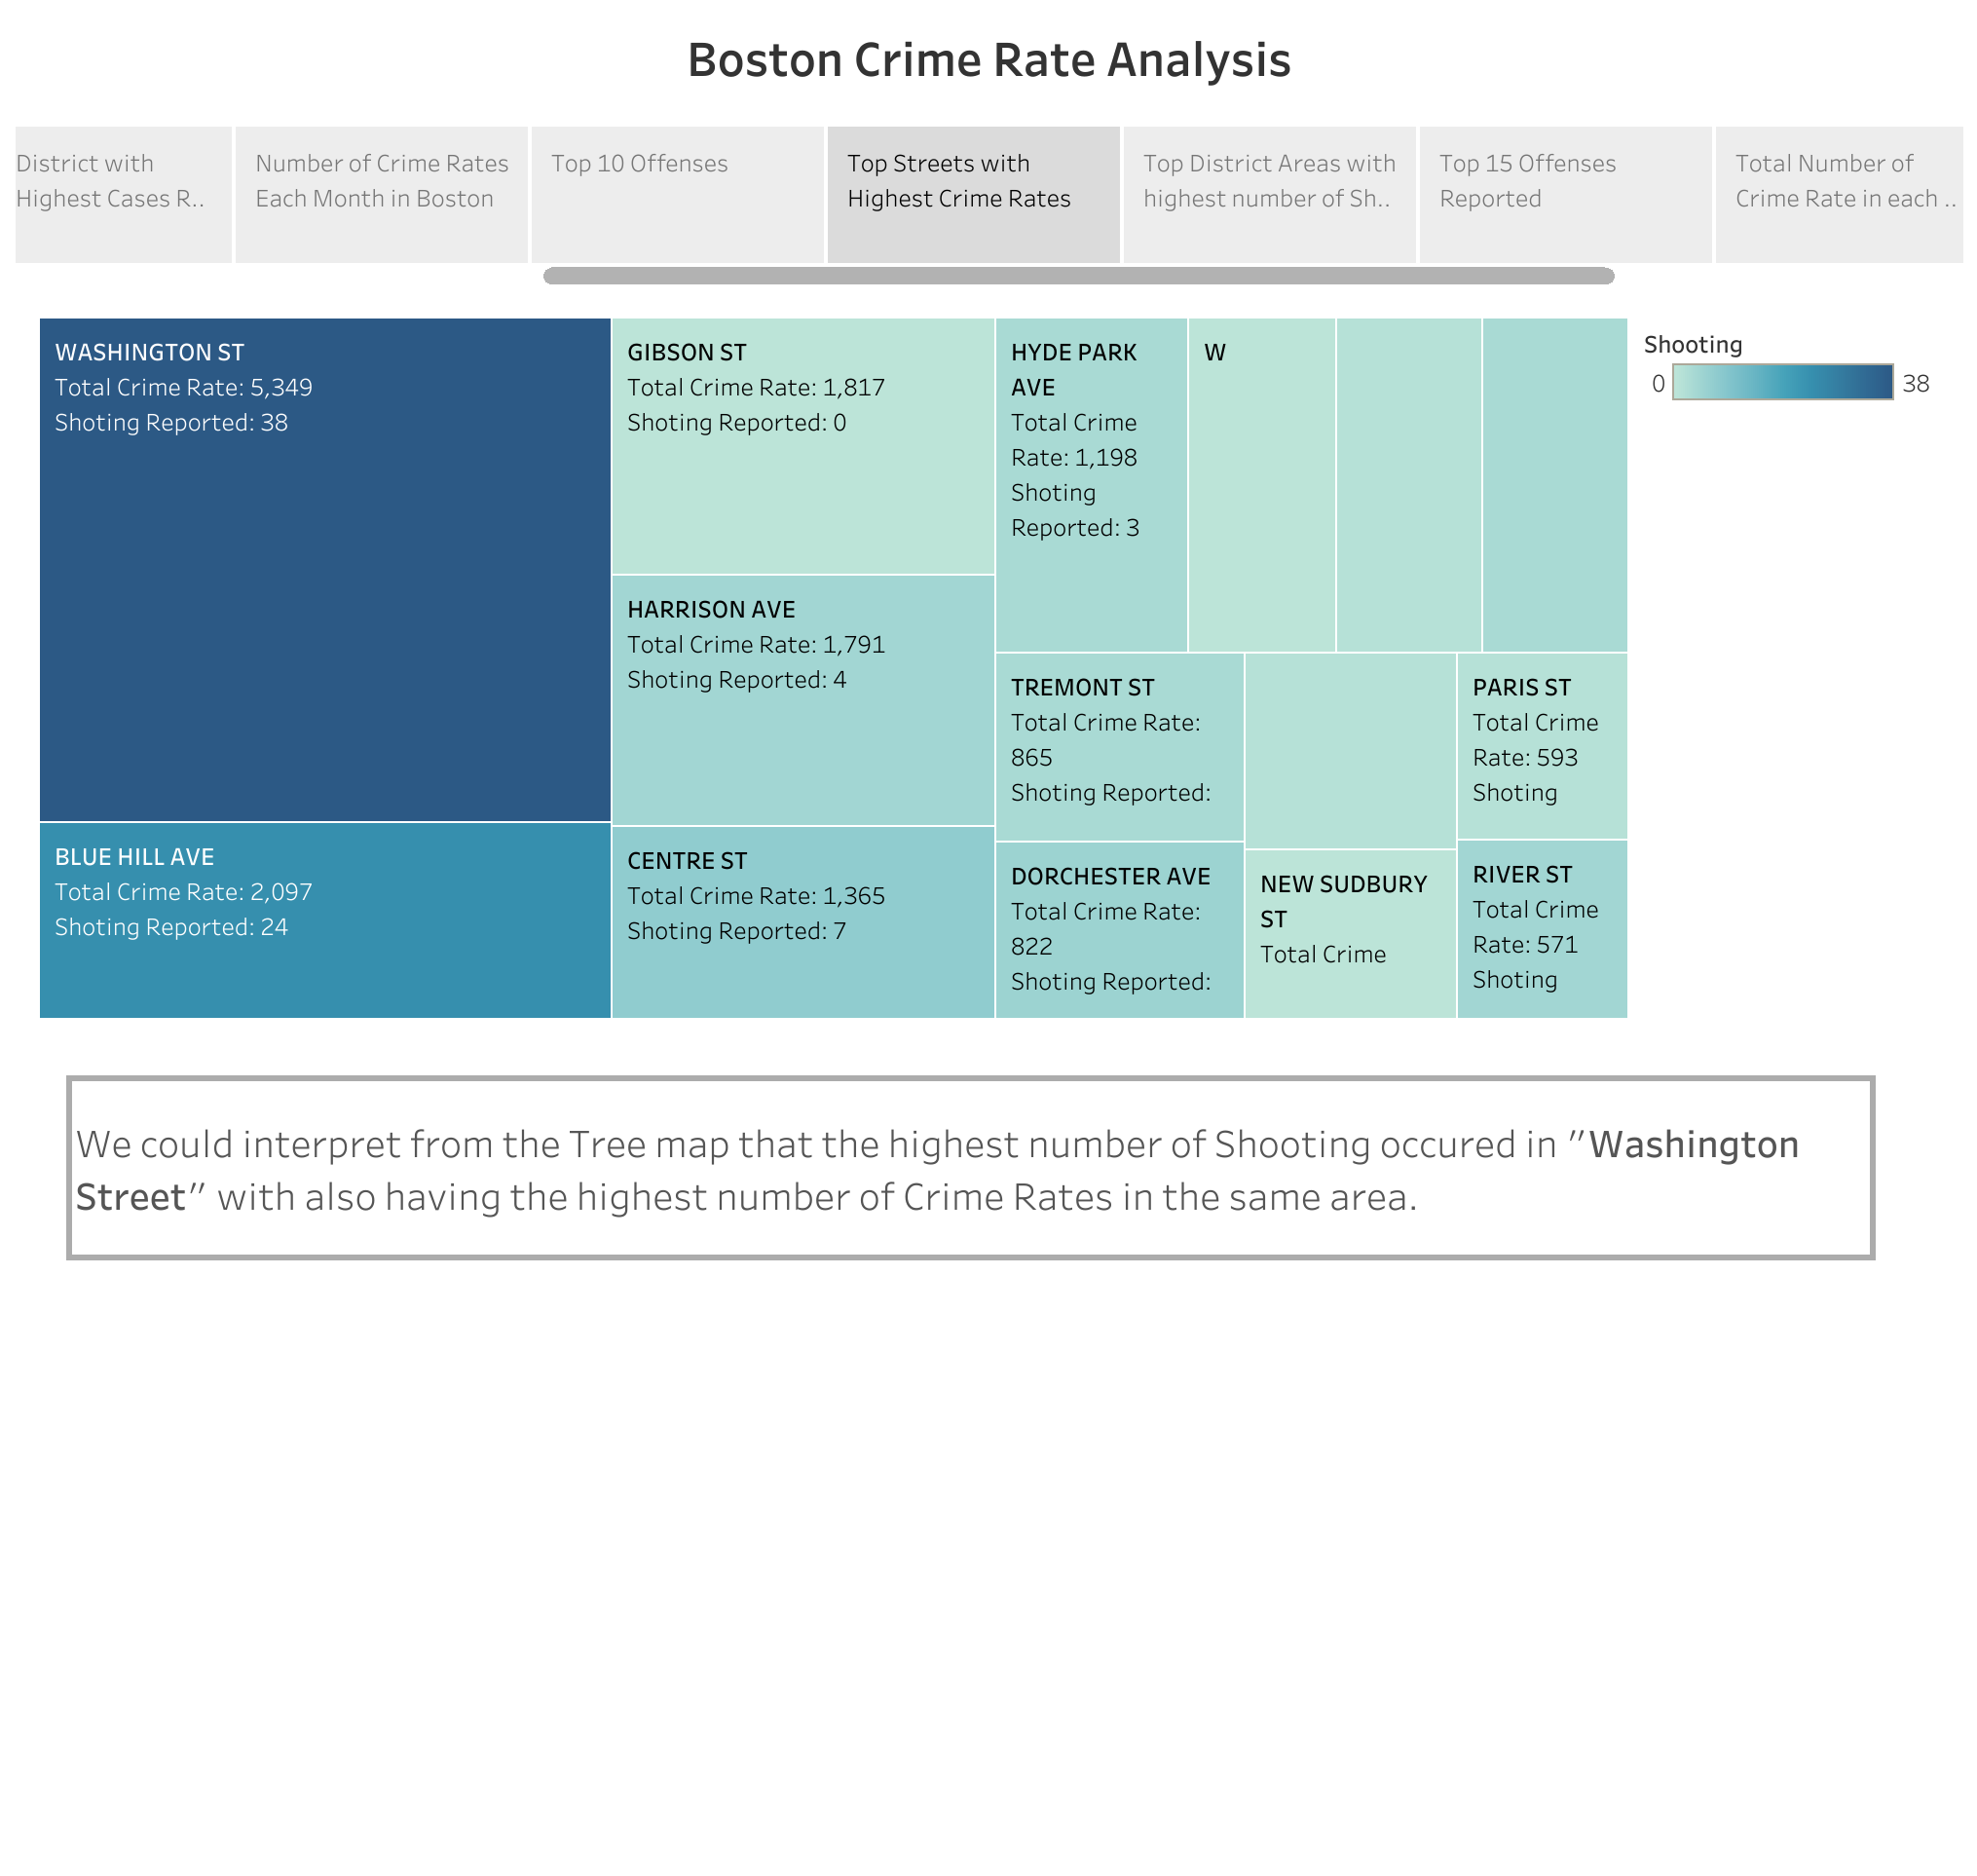 Boston Crime Rate Analysis
District with
Highest Cases R..
Number of Crime Rates
Each Month in Boston
Top 10 Offenses
Top Streets with
Highest Crime Rates
Top District Areas with
highest number of Sh..
Top 15 Offenses
Reported
Total Number of
Crime Rate in each ..
WASHINGTON ST
Total Crime Rate: 5,349
Shoting Reported: 38
BLUE HILL AVE
Total Crime Rate: 2,097
Shoting Reported: 24
GIBSON ST
Total Crime Rate: 1,817
Shoting Reported: 0
HARRISON AVE
Total Crime Rate: 1,791
Shoting Reported: 4
CENTRE ST
Total Crime Rate: 1,365
Shoting Reported: 7
HYDE PARK
AVE
Total Crime
Rate: 1,198
Shoting
Reported: 3
W
TREMONT ST
Total Crime Rate:
865
Shoting Reported:
DORCHESTER AVE
Total Crime Rate:
822
Shoting Reported:
NEW SUDBURY
ST
Total Crime
PARIS ST
Total Crime
Rate: 593
Shoting
RIVER ST
Total Crime
Rate: 571
Shoting
Shooting
0
38
We could interpret from the Tree map that the highest number of Shooting occured in "Washington
Street" with also having the highest number of Crime Rates in the same area.